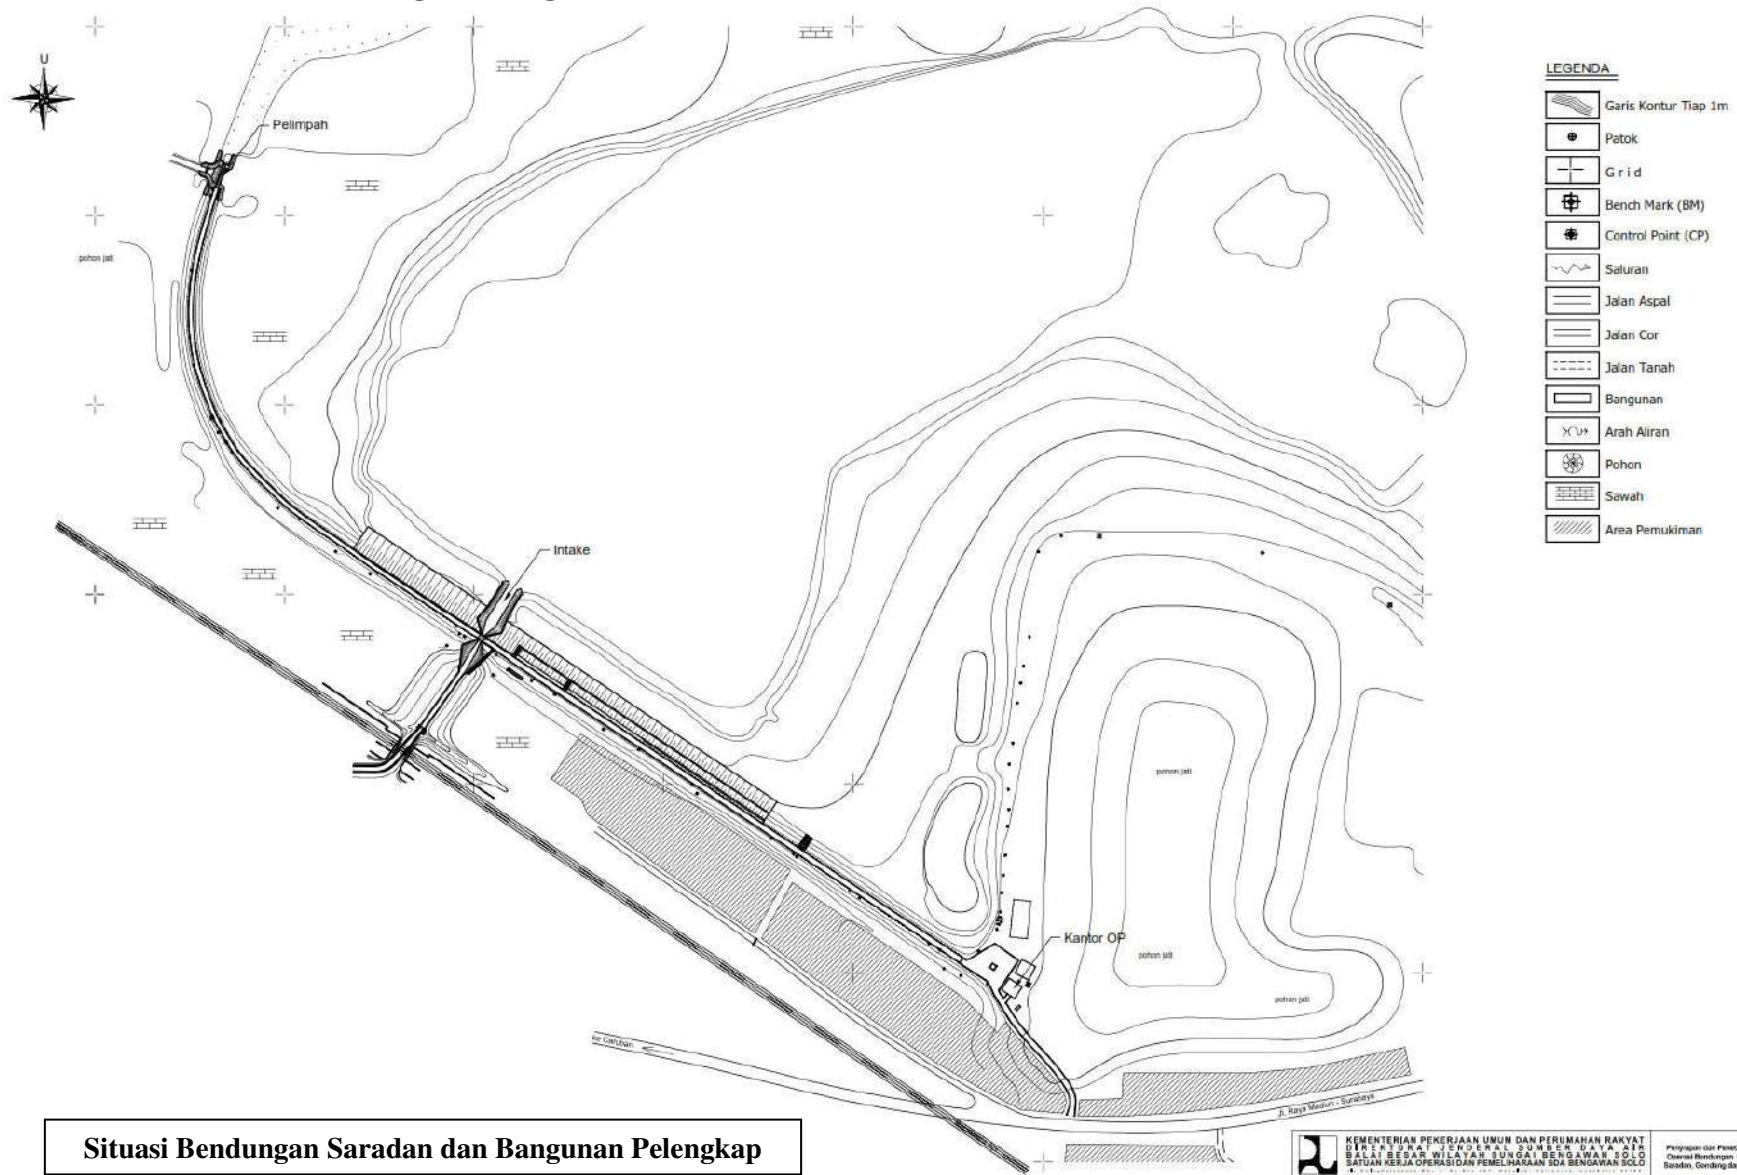 U
Pelimpah
pohon jati
Intake
Kantor OP
pohon jati
pohon jati
pohon jati
Jl. Raya Madiun - Surabaya
LEGENDA
Garis Kontur Tiap 1m
Patok
Grid
Bench Mark (BM)
Control Point (CP)
Saluran
Jalan Aspal
Jalan Cor
Jalan Tanah
Bangunan
Arah Aliran
Pohon
Sawah
Area Pemukiman
Situasi Bendungan Saradan dan Bangunan Pelengkap
KEMENTERIAN PEKERJAAN UMUN DAN PERUMAHAN RAKYAT
DIREKTORAT JENDERAL SUMBER DAYA AIR
BALAI BESAR WILAYAH SUNGAI BENGAWAN SOLO
SATUAN KERJA OPERASI DAN PEMELIHARAAN SDA BENGAWAN SOLO
Operasi Bendungan